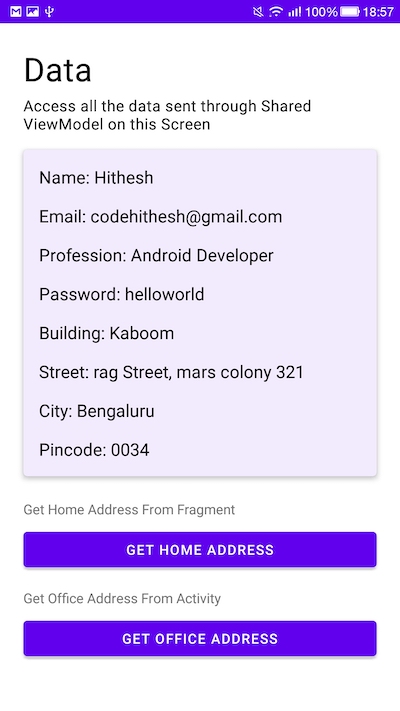 100% 18:57
Data
Access all the data sent through Shared
ViewModel on this Screen
Name: Hithesh
Email: codehithesh@gmail.com
Profession: Android Developer
Password: helloworld
Building: Kaboom
Street: rag Street, mars colony 321
City: Bengaluru
Pincode: 0034
Get Home Address From Fragment
GET HOME ADDRESS
Get Office Address From Activity
GET OFFICE ADDRESS